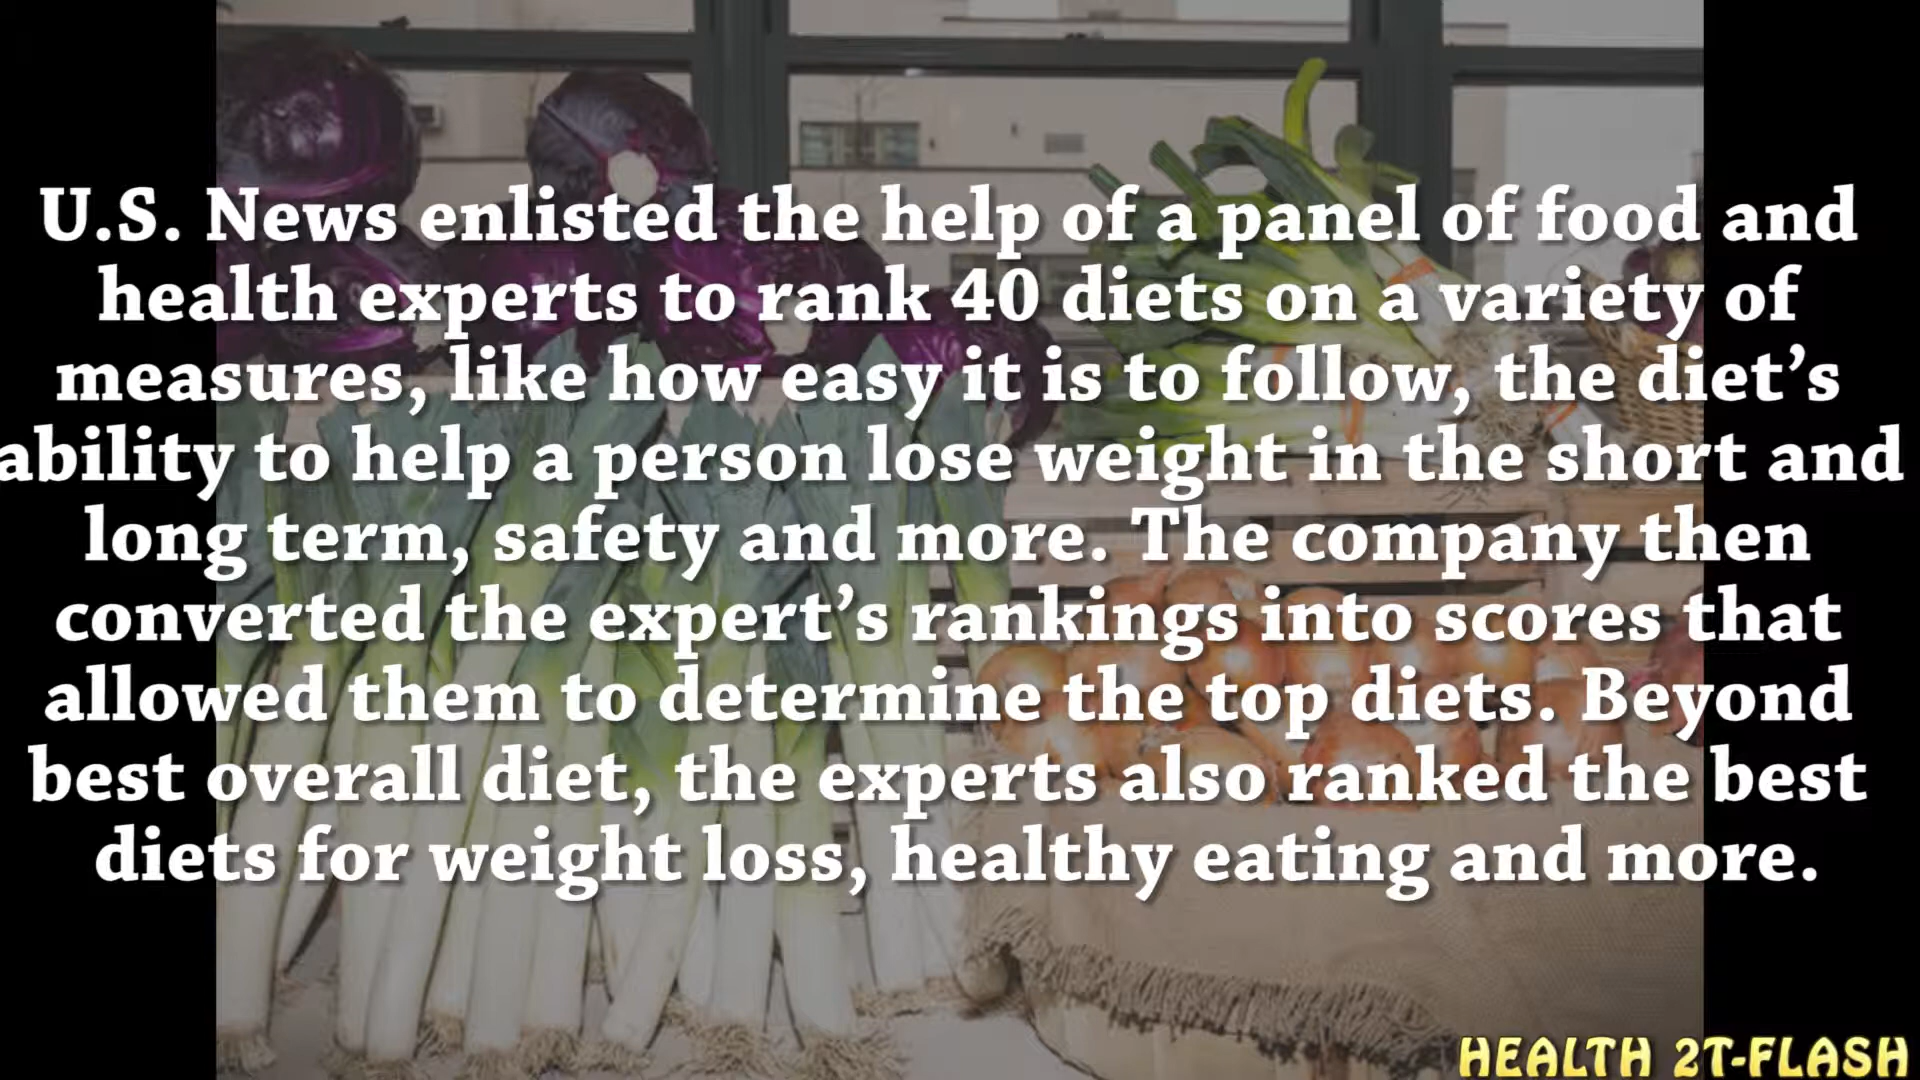 U.S. News enlisted the help of a panel of food and
health experts to rank 40 diets on a variety of
measures, like how easy it is to follow, the diet’s
ability to help a person lose weight in the short and
long term, safety and more. The company then
converted the expert’s rankings into scores that
allowed them to determine the top diets. Beyond
best overall diet, the experts also ranked the best
diets for weight loss, healthy eating and more.
HEALTH 2T-FLASH